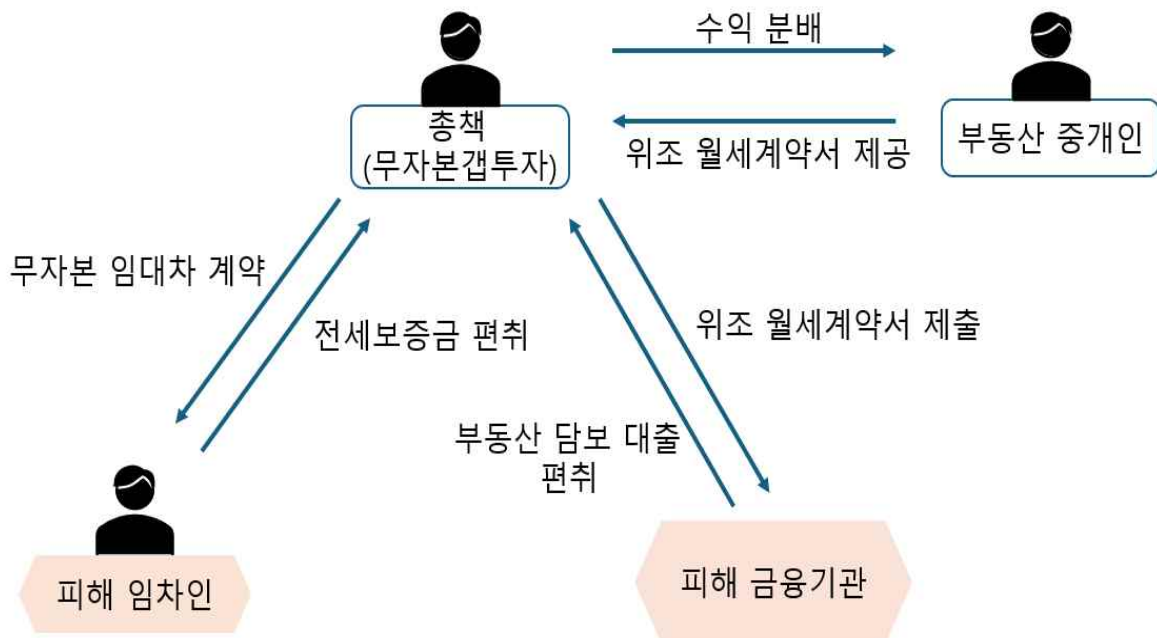 수익 분배
총책
(무자본갭투자)
위조 월세계약서 제공
부동산 중개인
무자본 임대차 계약
전세보증금 편취
위조 월세계약서 제출
부동산 담보 대출
편취
피해 임차인
피해 금융기관